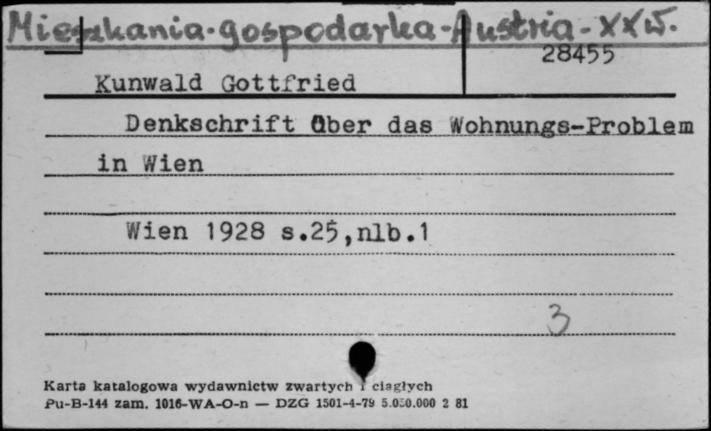 Mieszkania-gospodarka-Austria-XXw.
28455
Kunwald Gottfried
Denkschrift über das Wohnungs-Problem
in Wien
Wien 1928 s.25,nlb.1
3
Karta katalogowa wydawnictw zwartych i ciągłych
Pu-B-144 zam. 1016-WA-O-n — DZG 1501-4-79 5.050.000 2 81